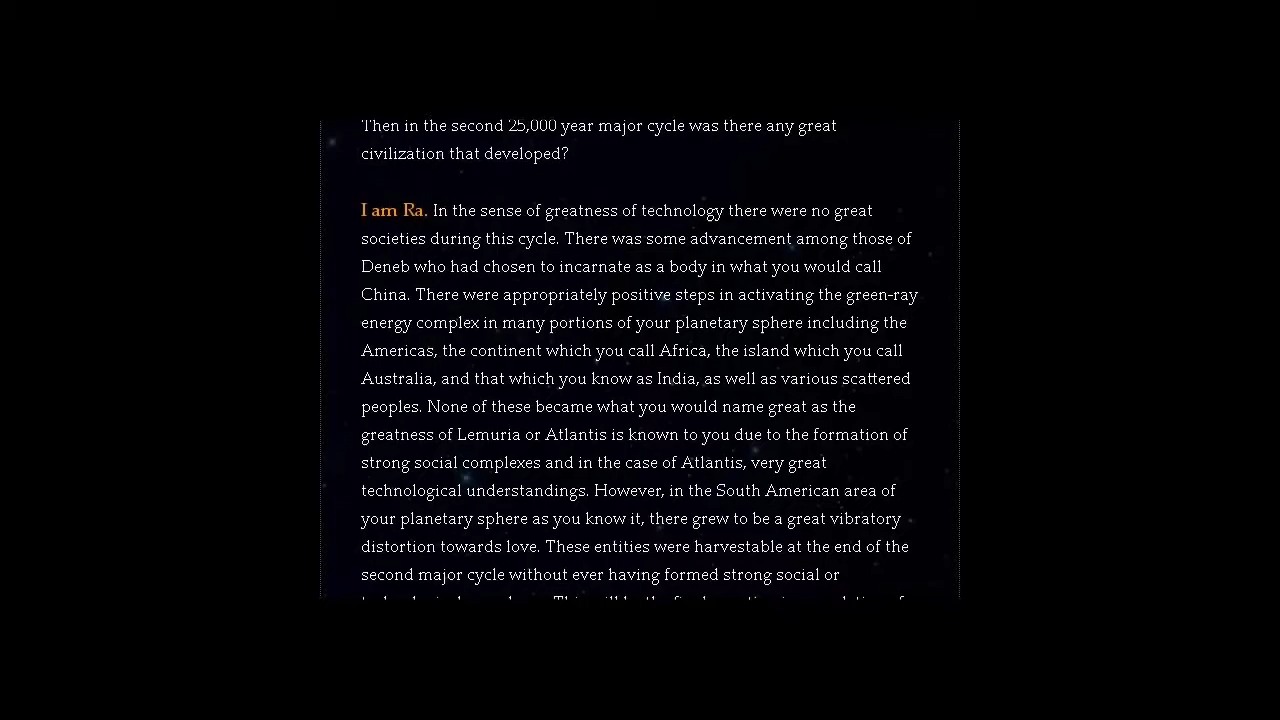 Then in the second 25,000 year major cycle was there any great
civilization that developed?
I am Ra. In the sense of greatness of technology there were no great
societies during this cycle. There was some advancement among those of
Deneb who had chosen to incarnate as a body in what you would call
China. There were appropriately positive steps in activating the green-ray
energy complex in many portions of your planetary sphere including the
Americas, the continent which you call Africa, the island which you call
Australia, and that which you know as India, as well as various scattered
peoples. None of these became what you would name great as the
greatness of Lemuria or Atlantis is known to you due to the formation of
strong social complexes and in the case of Atlantis, very great
technological understandings. However, in the South American area of
your planetary sphere as you know it, there grew to be a great vibratory
distortion towards love. These entities were harvestable at the end of the
second major cycle without ever having formed strong social or